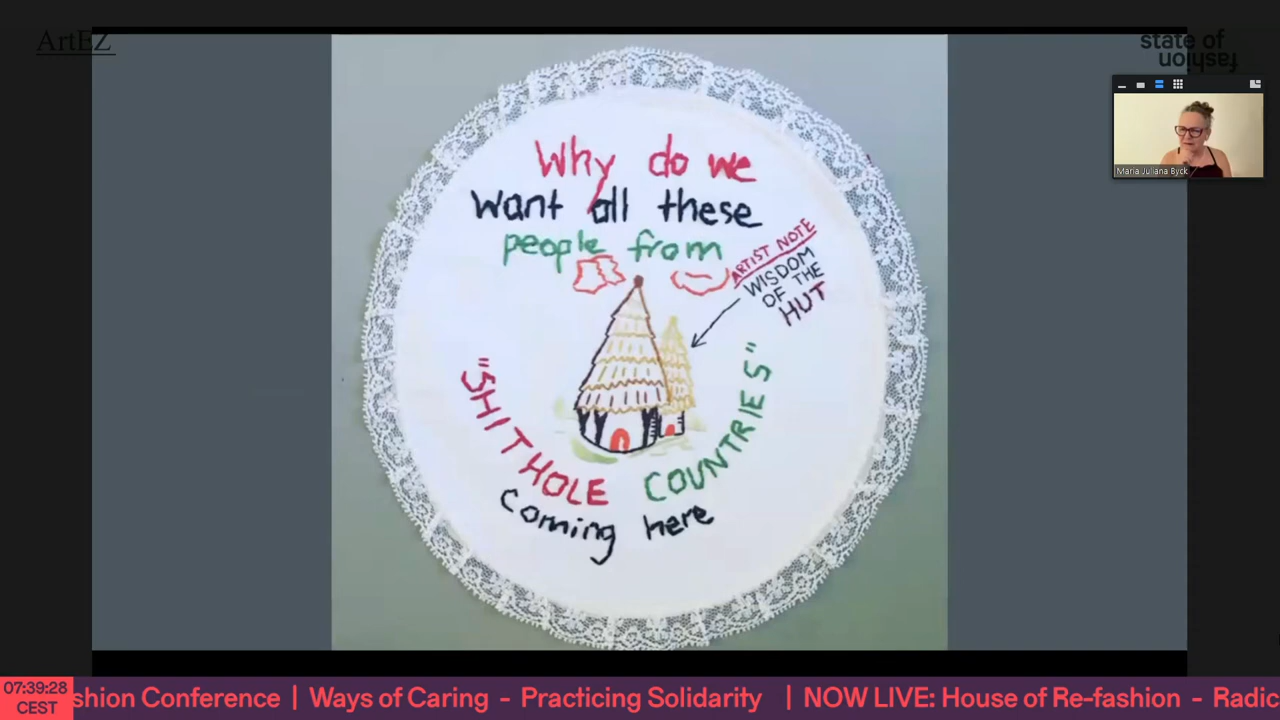 ArtEZ
state of
fashion
Maria Juliana Byck
Why do we
Want all these
people from
ARTIST NOTE
WISDOM
OF THE
HUT
"SHITHOLE COUNTRIES"
coming here
07:39:28
CEST
shion Conference | Ways of Caring - Practicing Solidarity | NOW LIVE: House of Re-fashion - Radic